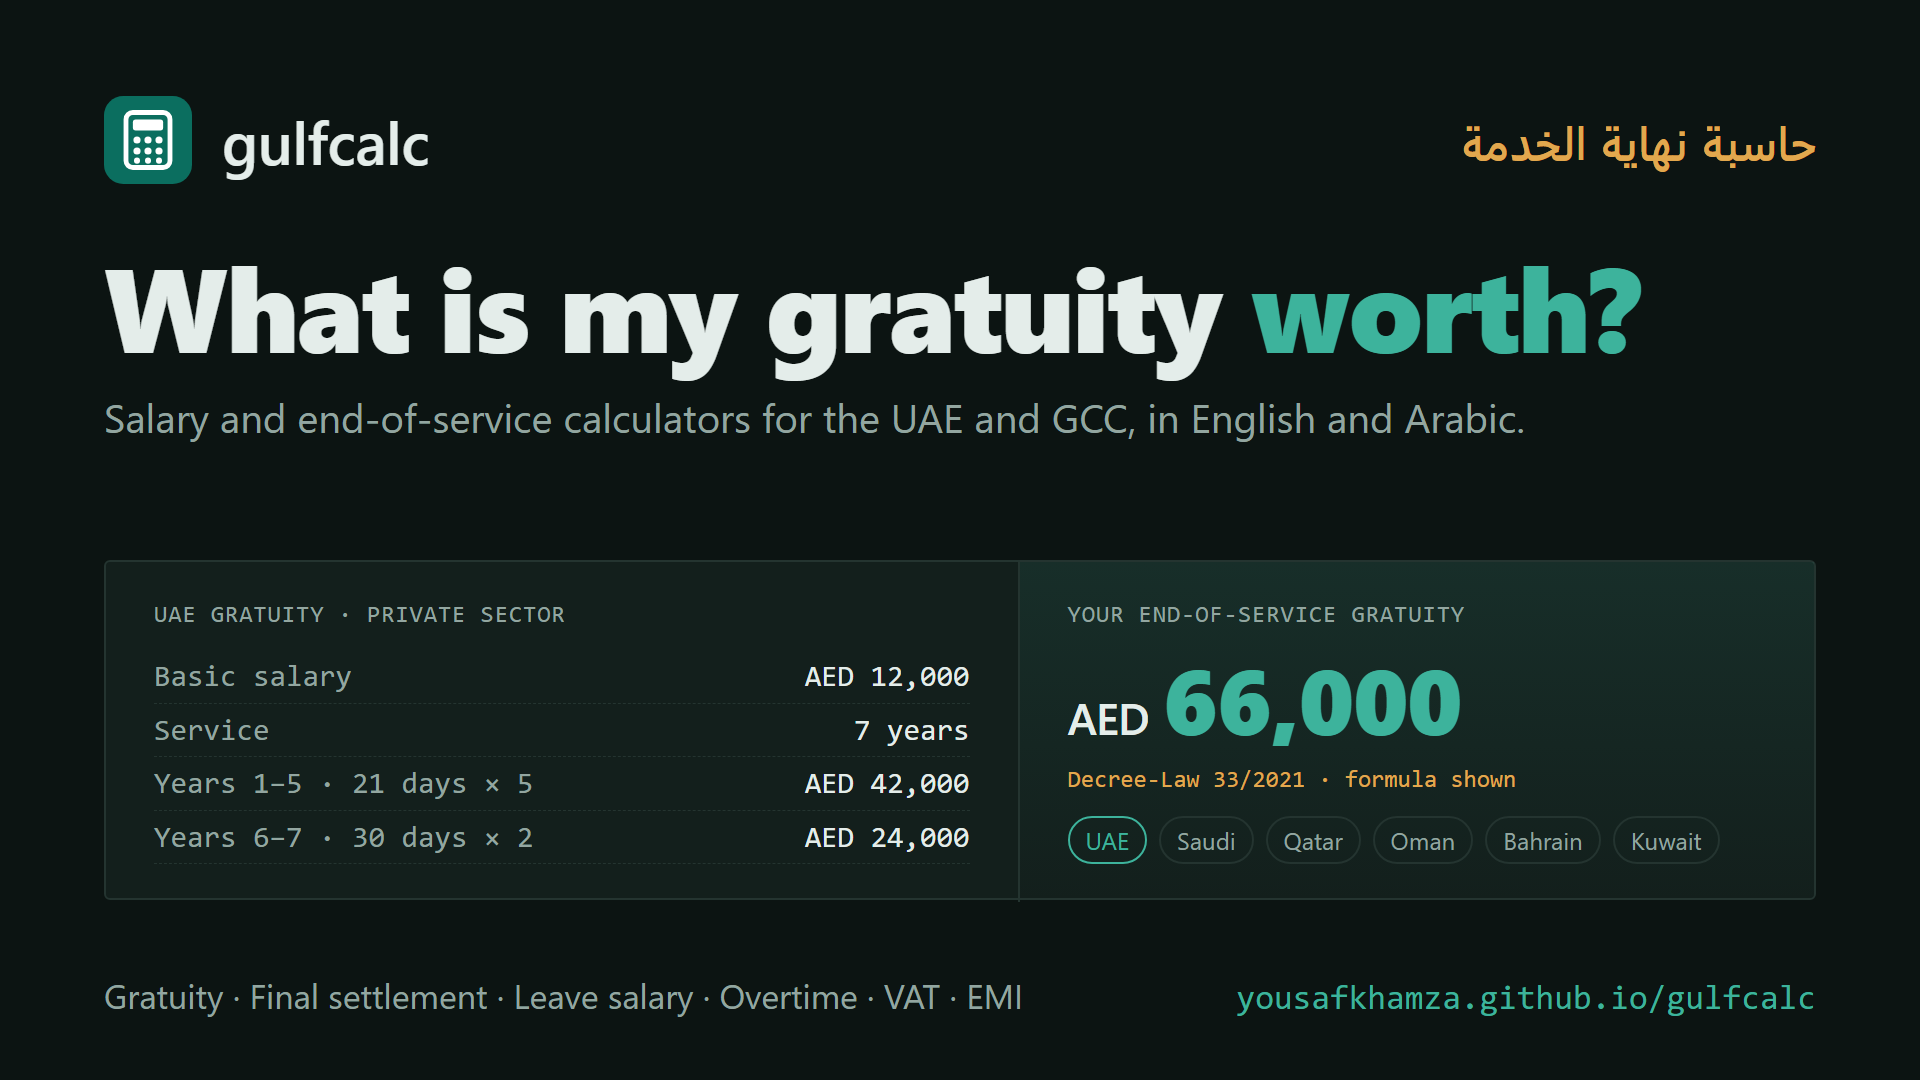 gulfcalc
حاسبة نهاية الخدمة
What is my gratuity worth?
Salary and end-of-service calculators for the UAE and GCC, in English and Arabic.
UAE GRATUITY · PRIVATE SECTOR
Basic salary AED 12,000
Service 7 years
Years 1–5 · 21 days × 5 AED 42,000
Years 6–7 · 30 days × 2 AED 24,000
YOUR END-OF-SERVICE GRATUITY
AED 66,000
Decree-Law 33/2021 · formula shown
UAE Saudi Qatar Oman Bahrain Kuwait
Gratuity · Final settlement · Leave salary · Overtime · VAT · EMI
yousafkhamza.github.io/gulfcalc